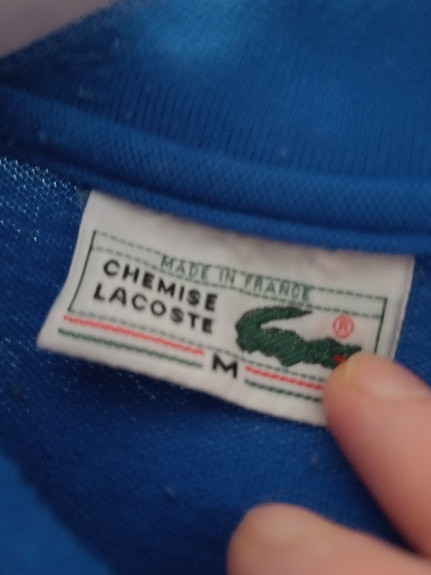 MADE IN FRANCE
CHEMISE
LACOSTE
®
M